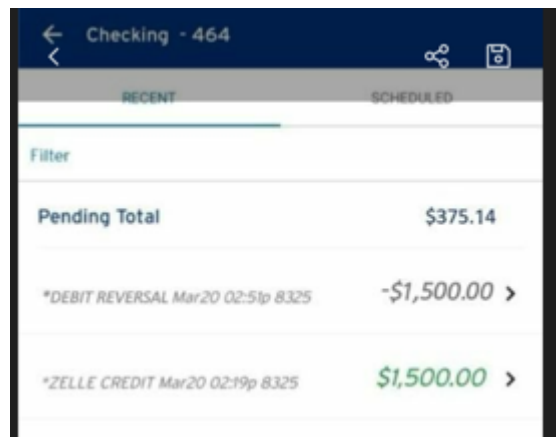 Checking - 464
RECENT SCHEDULED
Filter
Pending Total $375.14
*DEBIT REVERSAL Mar20 02:51p 8325 -$1,500.00
*ZELLE CREDIT Mar20 02:19p 8325 $1,500.00